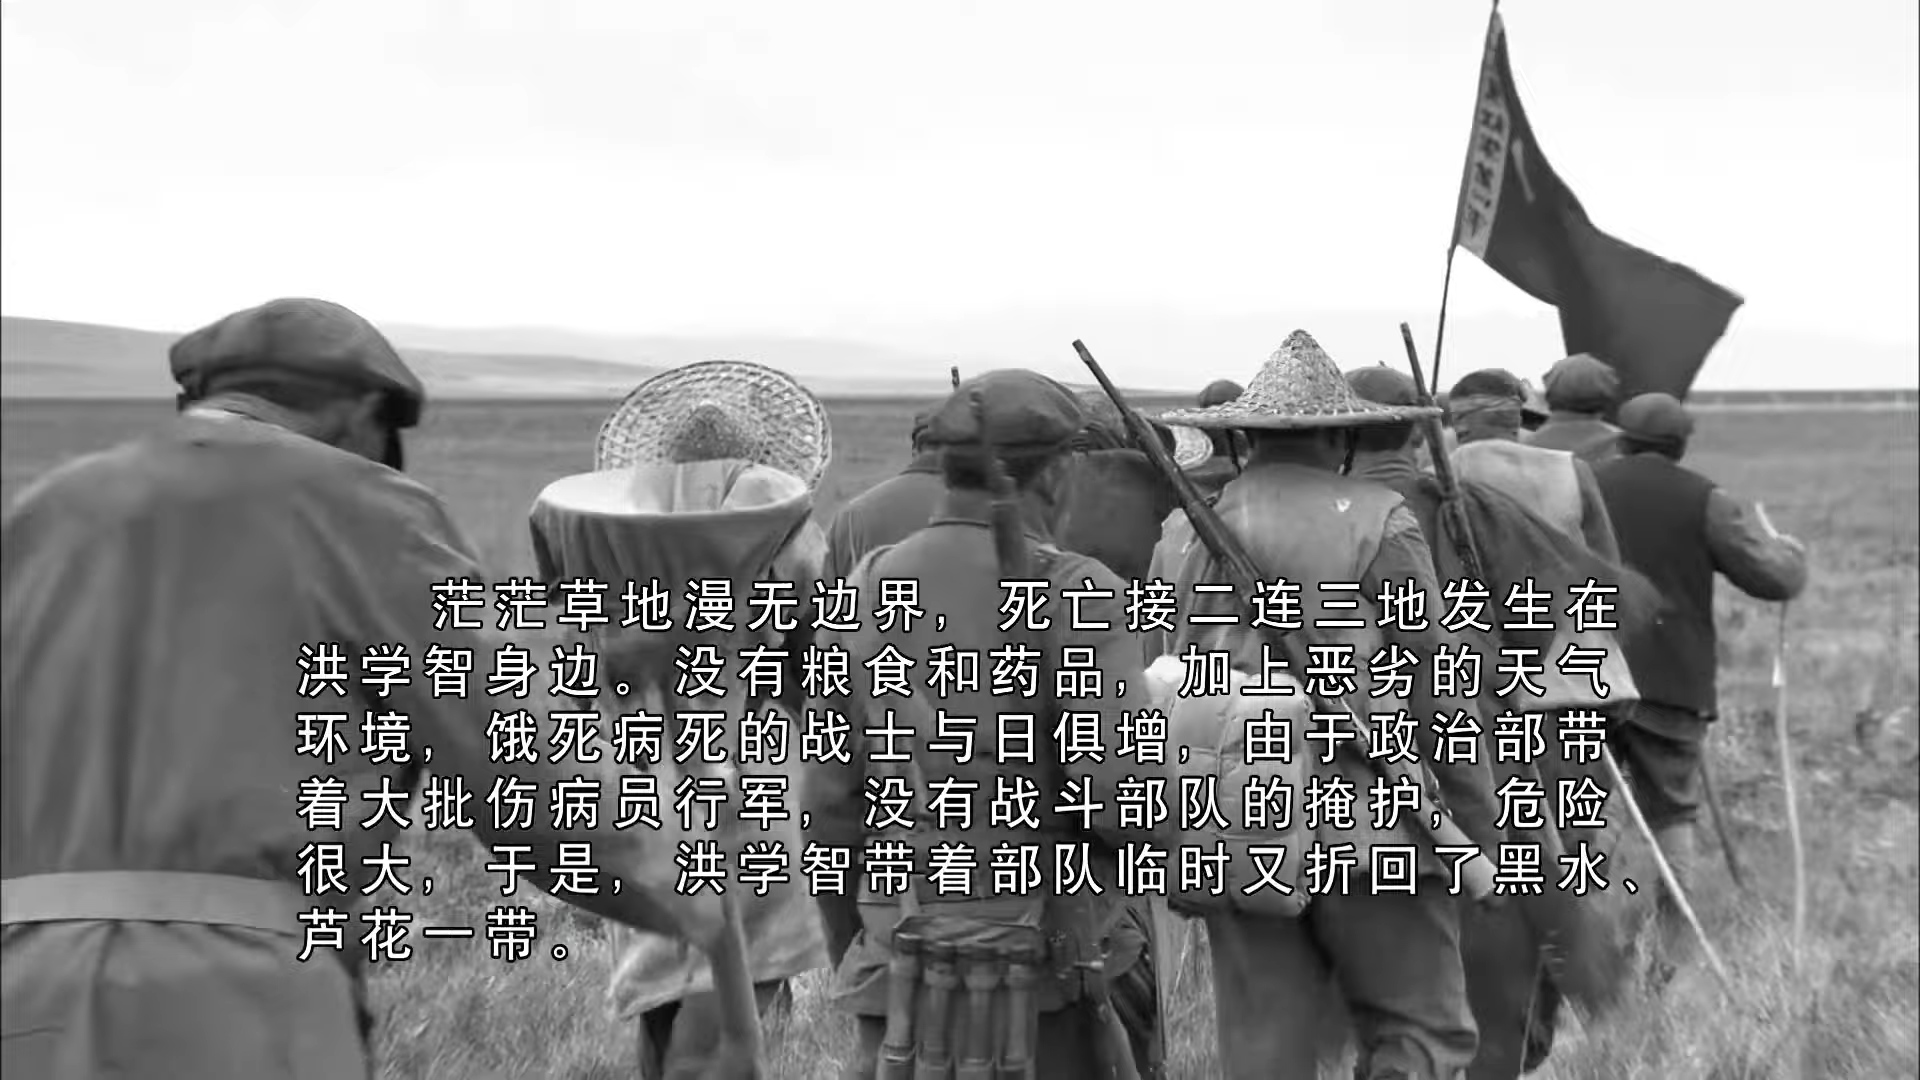 茫茫草地漫无边界，死亡接二连三地发生在
洪学智身边。没有粮食和药品，加上恶劣的天气
环境，饿死病死的战士与日俱增，由于政治部带
着大批伤病员行军，没有战斗部队的掩护，危险
很大，于是，洪学智带着部队临时又折回了黑水、
芦花一带。